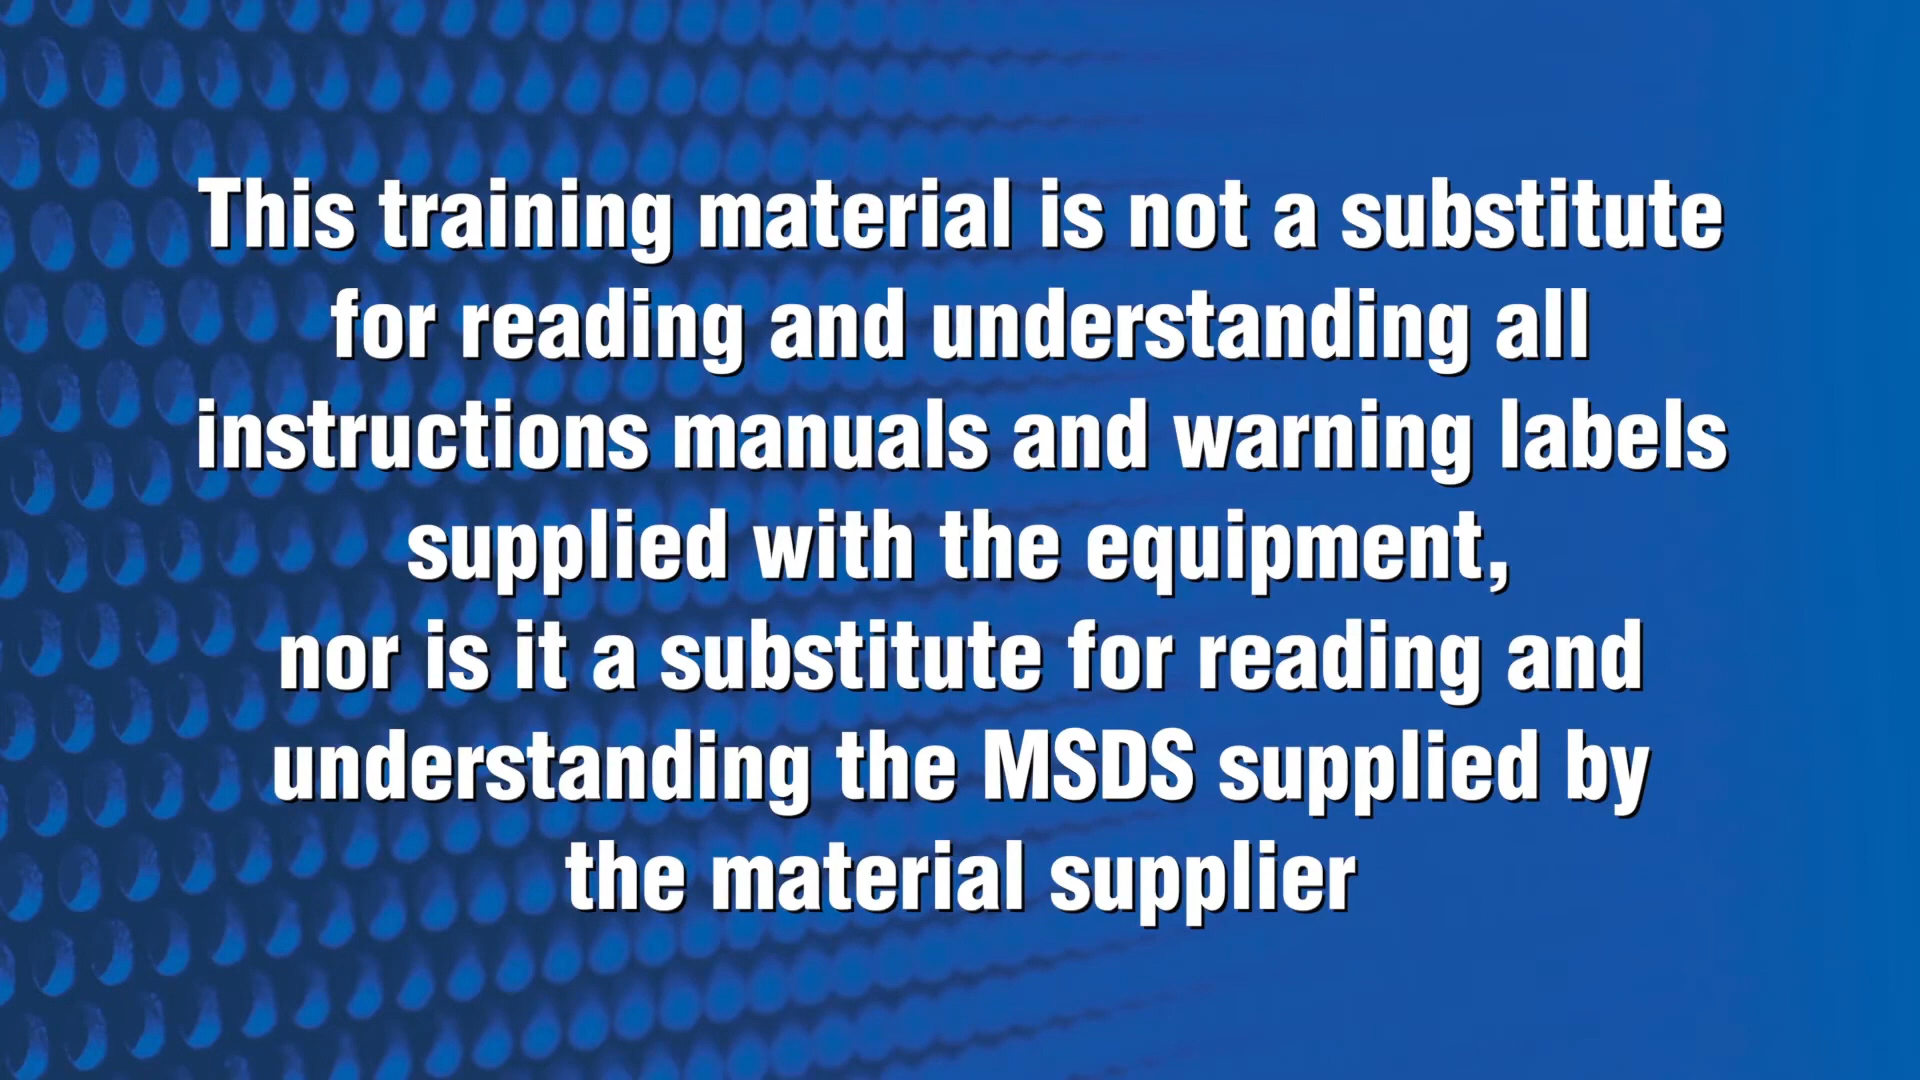 This training material is not a substitute
for reading and understanding all
instructions manuals and warning labels
supplied with the equipment,
nor is it a substitute for reading and
understanding the MSDS supplied by
the material supplier